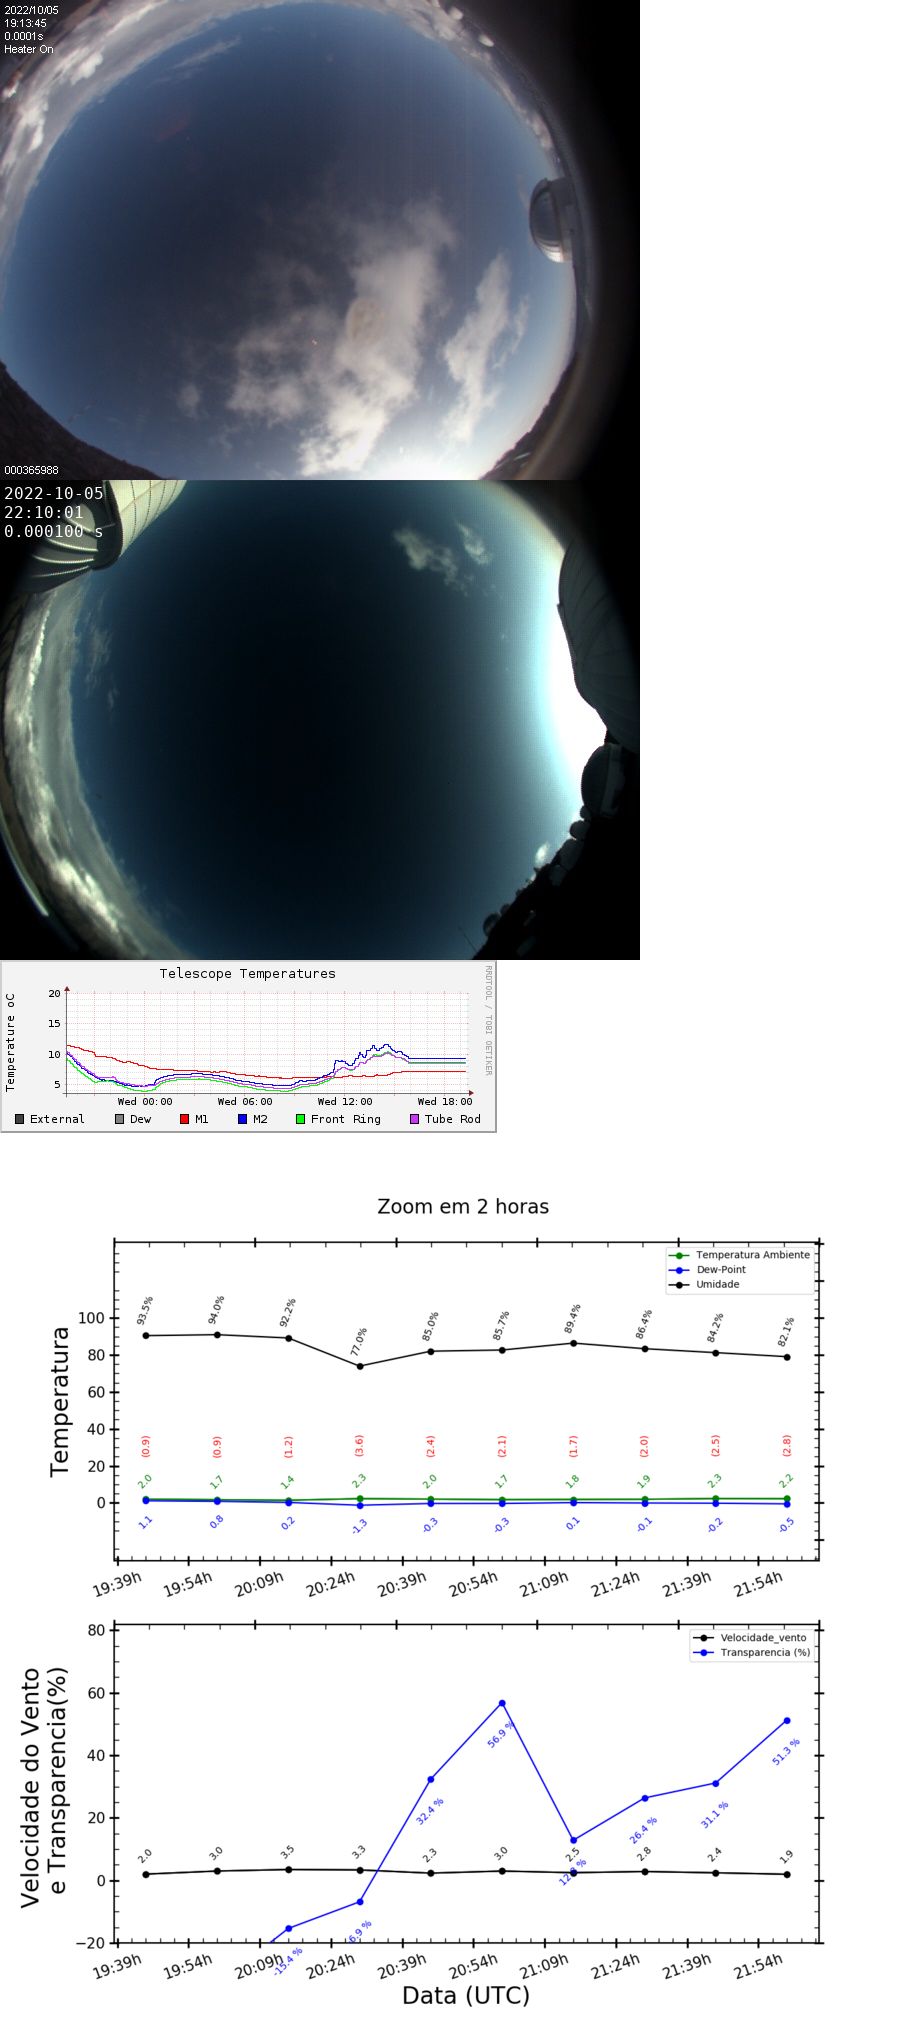 2022/10/05
19:13:45
0.0001s
Heater On
000365988
2022-10-05
22:10:01
0.000100 s
Telescope Temperatures
RRDTOOL / TOBI OETIKER
Temperature oC
20
15
10
5
Wed 00:00 Wed 06:00 Wed 12:00 Wed 18:00
External Dew M1 M2 Front Ring Tube Rod
Zoom em 2 horas
Temperatura Ambiente
Dew-Point
Umidade
Temperatura
100
80
60
40
20
0
93.5% 94.0% 92.2% 77.0% 85.0% 85.7% 89.4% 86.4% 84.2% 82.1%
(0.9) (0.9) (1.2) (3.6) (2.4) (2.1) (1.7) (2.0) (2.5) (2.8)
2.0 1.7 1.4 2.3 2.0 1.7 1.8 1.9 2.3 2.2
1.1 0.8 0.2 -1.3 -0.3 -0.3 0.1 -0.1 -0.2 -0.5
19:39h 19:54h 20:09h 20:24h 20:39h 20:54h 21:09h 21:24h 21:39h 21:54h
Velocidade_vento
Transparencia (%)
Velocidade do Vento
e Transparencia(%)
80
60
40
20
0
−20
56.9 %
51.3 %
32.4 %
26.4 %
31.1 %
2.0 3.0 3.5 3.3 2.3 3.0 2.5 2.8 2.4 1.9
6.9 %
-15.4 %
19:39h 19:54h 20:09h 20:24h 20:39h 20:54h 21:09h 21:24h 21:39h 21:54h
Data (UTC)